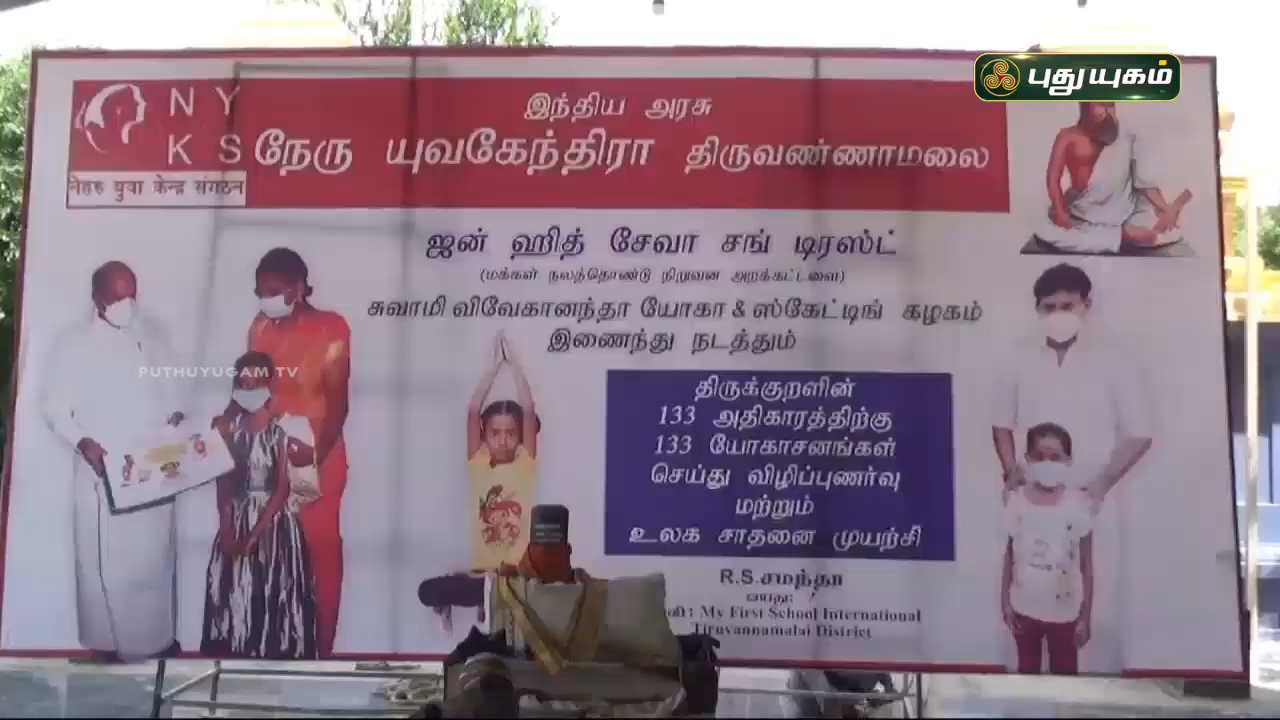 புதுயுகம்
N Y
K S
नेहरु युवा केन्द्र संगठन
இந்திய அரசு
நேரு யுவகேந்திரா திருவண்ணாமலை
ஜன் ஹித் சேவா சங் டிரஸ்ட்
(மக்கள் நலத்தொண்டு நிறுவன அறக்கட்டளை)
சுவாமி விவேகானந்தா யோகா & ஸ்கேட்டிங் கழகம்
இணைந்து நடத்தும்
PUTHUYUGAM TV
திருக்குறளின்
133 அதிகாரத்திற்கு
133 யோகாசனங்கள்
செய்து விழிப்புணர்வு
மற்றும்
உலக சாதனை முயற்சி
R.S.சமந்தா
வயது:
: My First School International
Tiruvannamalai District